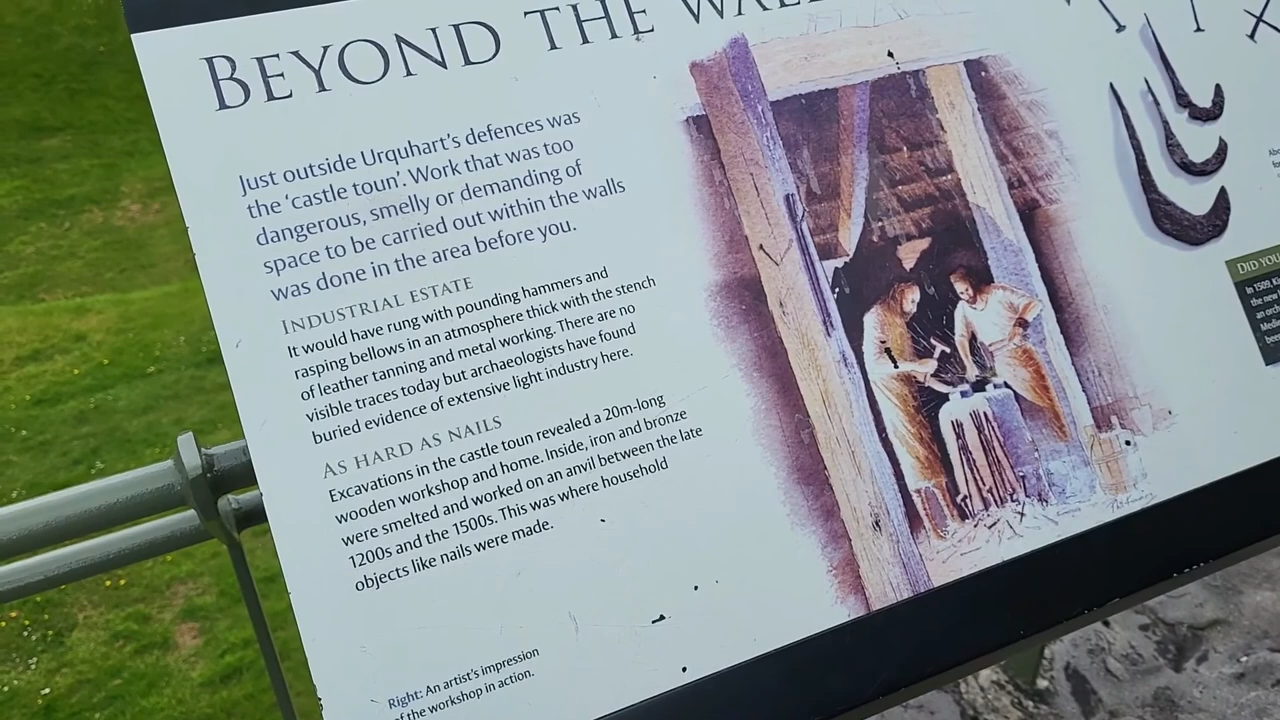 BEYOND THE WALL
Just outside Urquhart's defences was
the 'castle toun'. Work that was too
dangerous, smelly or demanding of
space to be carried out within the walls
was done in the area before you.
INDUSTRIAL ESTATE
It would have rung with pounding hammers and
rasping bellows in an atmosphere thick with the stench
of leather tanning and metal working. There are no
visible traces today but archaeologists have found
buried evidence of extensive light industry here.
AS HARD AS NAILS
Excavations in the castle toun revealed a 20m-long
wooden workshop and home. Inside, iron and bronze
were smelted and worked on an anvil between the late
1200s and the 1500s. This was where household
objects like nails were made.
Right: An artist's impression
of the workshop in action.
DID YOU
In 1509, Ki
the new
an orch